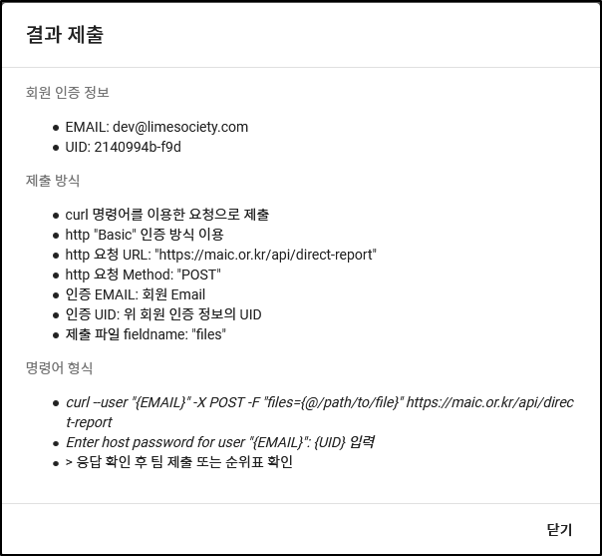 결과 제출
회원 인증 정보
● EMAIL: dev@limesociety.com
● UID: 2140994b-f9d
제출 방식
● curl 명령어를 이용한 요청으로 제출
● http "Basic" 인증 방식 이용
● http 요청 URL: "https://maic.or.kr/api/direct-report"
● http 요청 Method: "POST"
● 인증 EMAIL: 회원 Email
● 인증 UID: 위 회원 인증 정보의 UID
● 제출 파일 fieldname: "files"
명령어 형식
● curl --user "{EMAIL}" -X POST -F "files={@/path/to/file}" https://maic.or.kr/api/direc
t-report
● Enter host password for user "{EMAIL}": {UID} 입력
● > 응답 확인 후 팀 제출 또는 순위표 확인
닫기